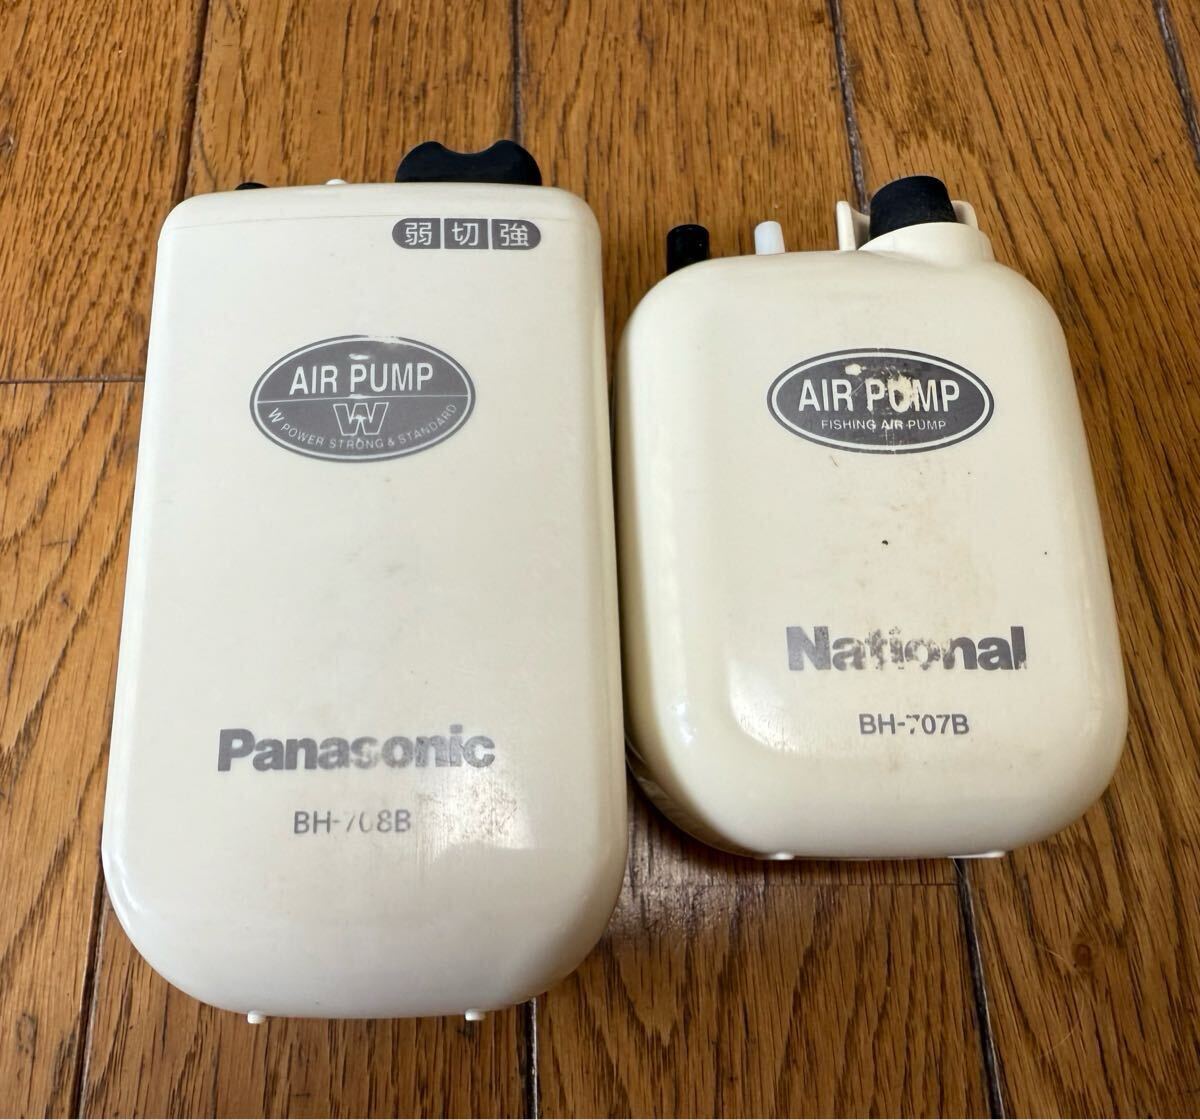 弱 切 強
AIR PUMP
W
W POWER STRONG & STANDARD
Panasonic
BH-708B
AIR PUMP
FISHING AIR PUMP
National
BH-707B